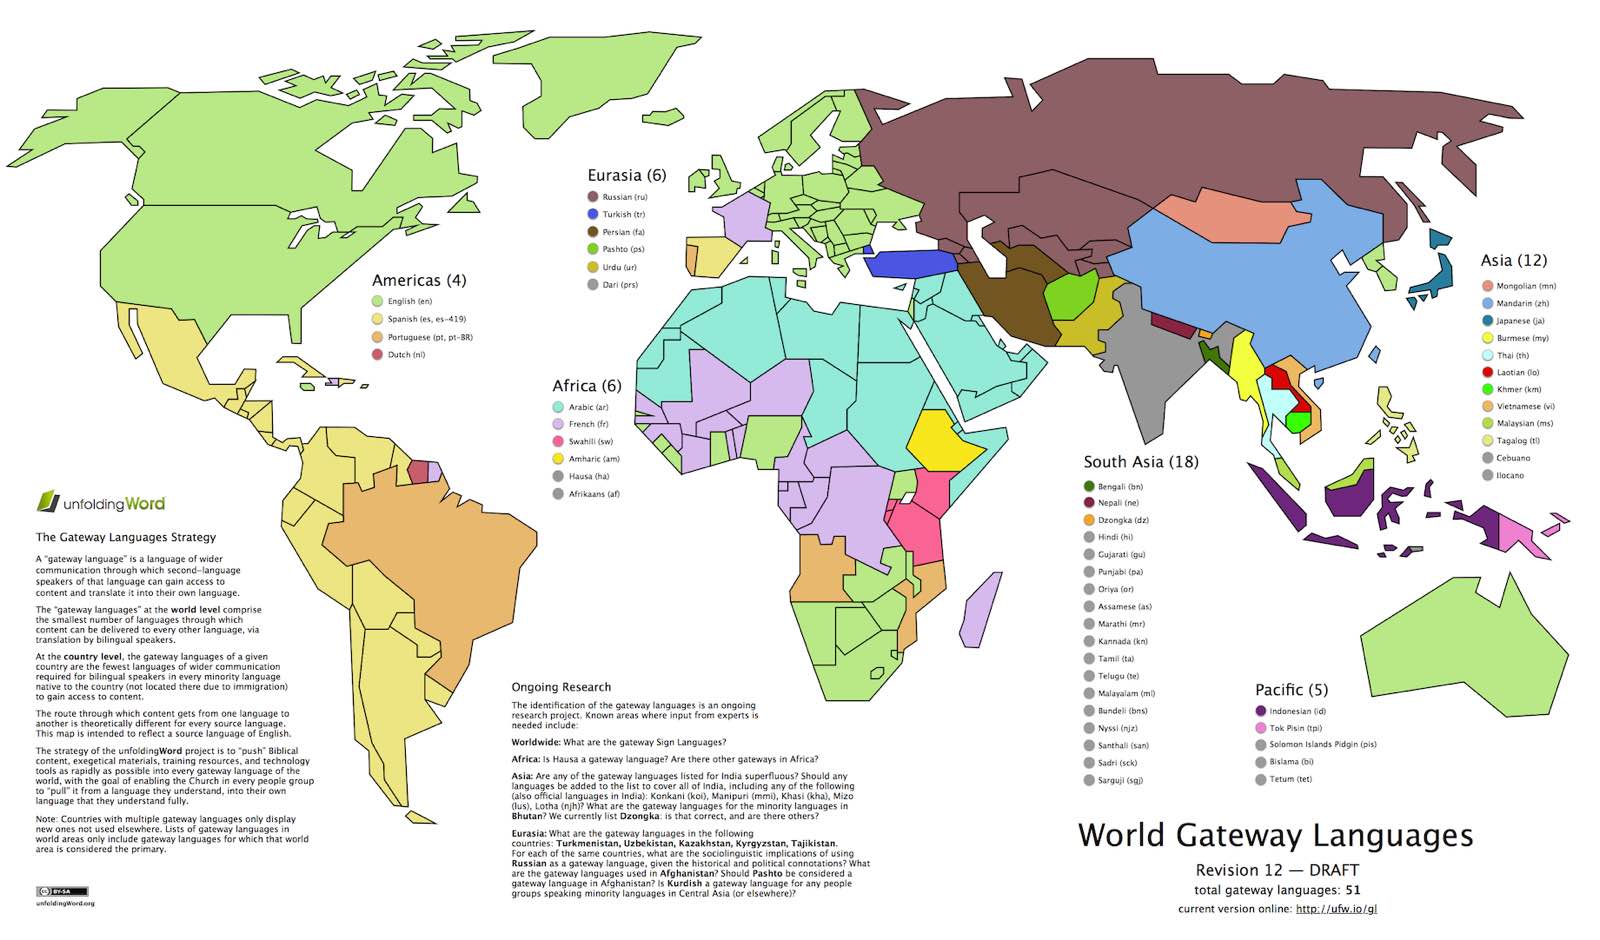 Eurasia (6)
Russian (ru)
Turkish (tr)
Persian (fa)
Pashto (ps)
Urdu (ur)
Dari (prs)
Americas (4)
English (en)
Spanish (es, es-419)
Portuguese (pt, pt-BR)
Dutch (nl)
Asia (12)
Mongolian (mn)
Mandarin (zh)
Japanese (ja)
Burmese (my)
Thai (th)
Laotian (lo)
Khmer (km)
Vietnamese (vi)
Malaysian (ms)
Tagalog (tl)
Cebuano
Ilocano
Africa (6)
Arabic (ar)
French (fr)
Swahili (sw)
Amharic (am)
Hausa (ha)
Afrikaans (af)
South Asia (18)
Bengali (bn)
Nepali (ne)
Dzongka (dz)
Hindi (hi)
Gujarati (gu)
Punjabi (pa)
Oriya (or)
Assamese (as)
Marathi (mr)
Kannada (kn)
Tamil (ta)
Telugu (te)
Malayalam (ml)
Bundeli (bns)
Nyssi (njz)
Santhali (san)
Sadri (sck)
Sarguji (sgj)
Pacific (5)
Indonesian (id)
Tok Pisin (tpi)
Solomon Islands Pidgin (pis)
Bislama (bi)
Tetum (tet)
unfoldingWord
The Gateway Languages Strategy
A “gateway language” is a language of wider
communication through which second-language
speakers of that language can gain access to
content and translate it into their own language.
The “gateway languages” at the world level comprise
the smallest number of languages through which
content can be delivered to every other language, via
translation by bilingual speakers.
At the country level, the gateway languages of a given
country are the fewest languages of wider communication
required for bilingual speakers in every minority language
native to the country (not located there due to immigration)
to gain access to content.
The route through which content gets from one language to
another is theoretically different for every source language.
This map is intended to reflect a source language of English.
The strategy of the unfoldingWord project is to “push” Biblical
content, exegetical materials, training resources, and technology
tools as rapidly as possible into every gateway language of the
world, with the goal of enabling the Church in every people group
to “pull” it from a language they understand, into their own
language that they understand fully.
Note: Countries with multiple gateway languages only display
new ones not used elsewhere. Lists of gateway languages in
world areas only include gateway languages for which that world
area is considered the primary.
cc BY-SA
unfoldingWord.org
Ongoing Research
The identification of the gateway languages is an ongoing
research project. Known areas where input from experts is
needed include:
Worldwide: What are the gateway Sign Languages?
Africa: Is Hausa a gateway language? Are there other gateways in Africa?
Asia: Are any of the gateway languages listed for India superfluous? Should any
languages be added to the list to cover all of India, including any of the following
(also official languages in India): Konkani (koi), Manipuri (mmi), Khasi (kha), Mizo
(lus), Lotha (njh)? What are the gateway languages for the minority languages in
Bhutan? We currently list Dzongka: is that correct, and are there others?
Eurasia: What are the gateway languages in the following
countries: Turkmenistan, Uzbekistan, Kazakhstan, Kyrgyzstan, Tajikistan.
For each of the same countries, what are the sociolinguistic implications of using
Russian as a gateway language, given the historical and political connotations? What
are the gateway languages used in Afghanistan? Should Pashto be considered a
gateway language in Afghanistan? Is Kurdish a gateway language for any people
groups speaking minority languages in Central Asia (or elsewhere)?
World Gateway Languages
Revision 12 — DRAFT
total gateway languages: 51
current version online: http://ufw.io/gl